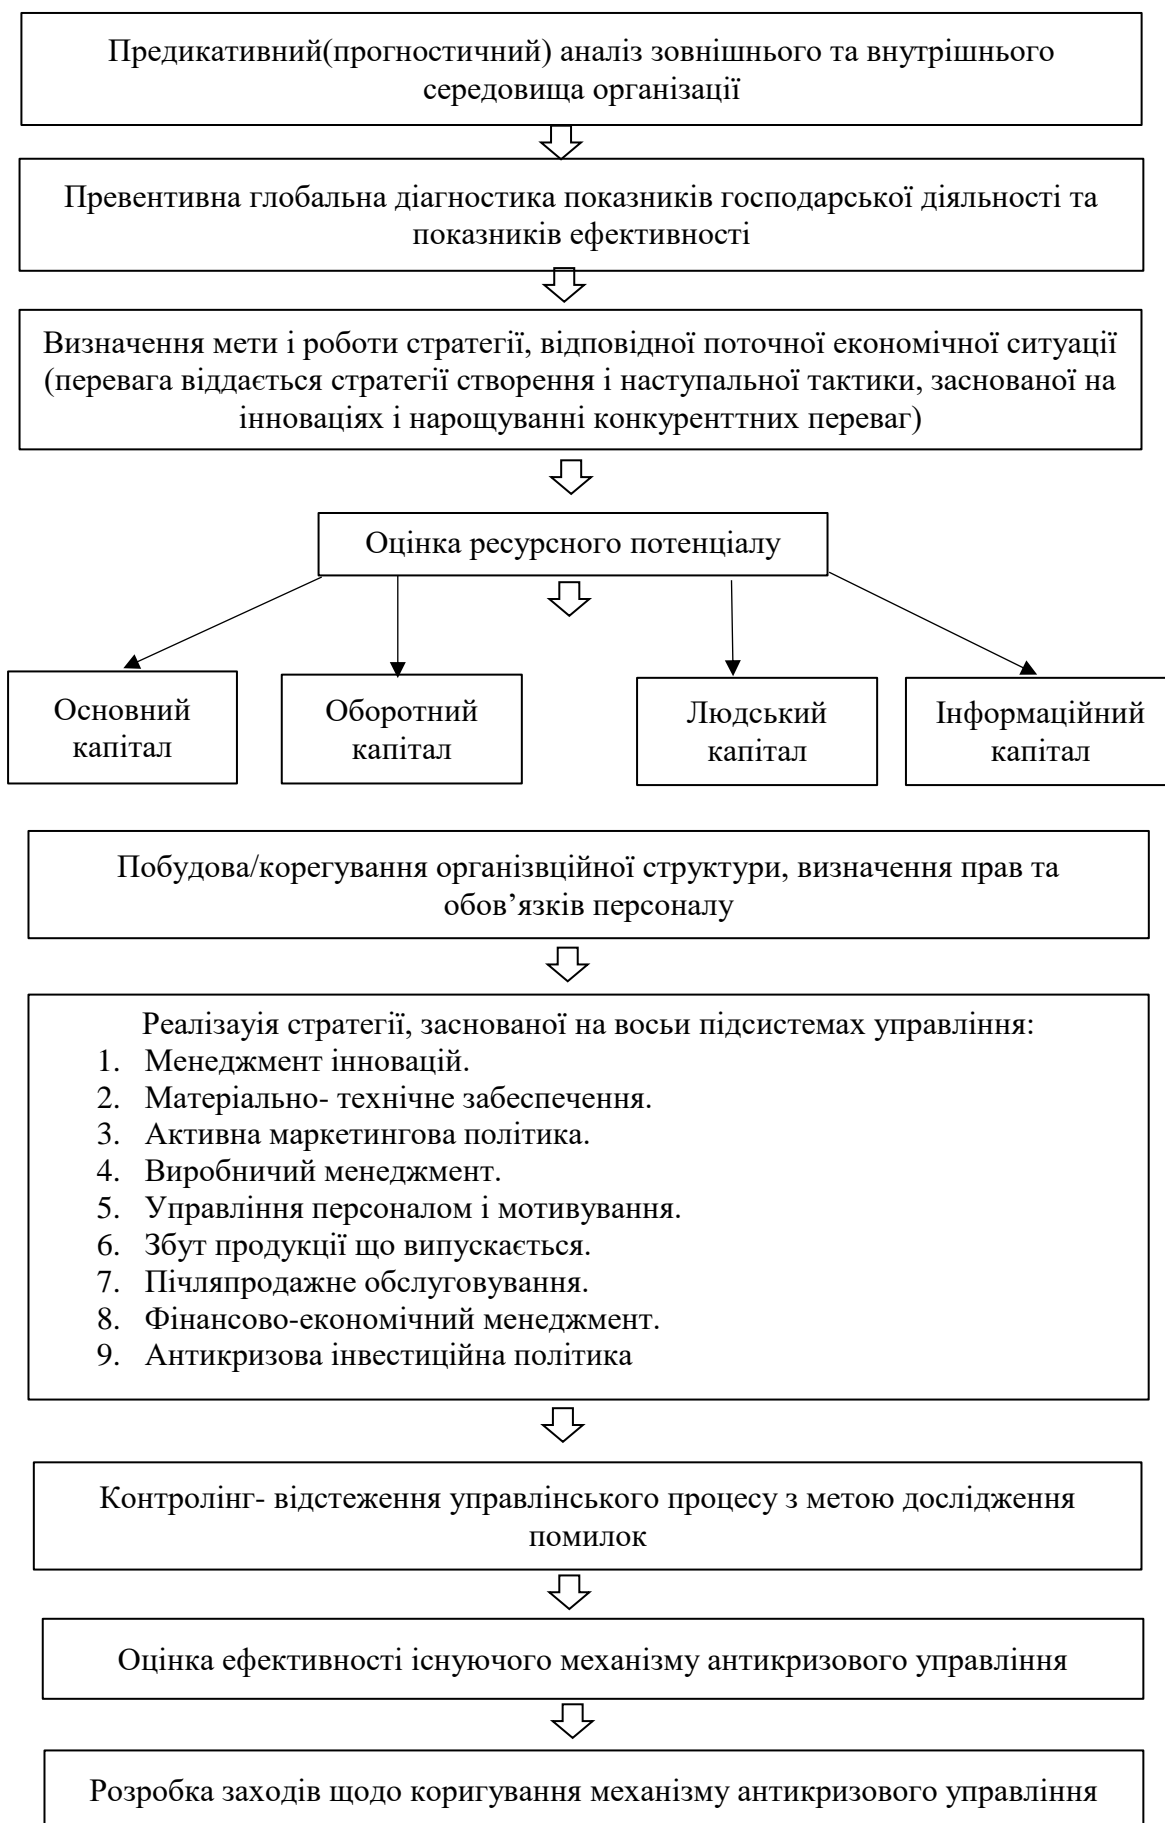 Предикативний(прогностичний) аналіз зовнішнього та внутрішнього
середовища організації
Превентивна глобальна діагностика показників господарської діяльності та
показників ефективності
Визначення мети і роботи стратегії, відповідної поточної економічної ситуації
(перевага віддається стратегії створення і наступальної тактики, заснованої на
інноваціях і нарощуванні конкуренттних переваг)
Оцінка ресурсного потенціалу
Основний
капітал
Оборотний
капітал
Людський
капітал
Інформаційний
капітал
Побудова/корегування організвційної структури, визначення прав та
обов’язків персоналу
Реалізауія стратегії, заснованої на восьи підсистемах управління:
1. Менеджмент інновацій.
2. Матеріально- технічне забеспечення.
3. Активна маркетингова політика.
4. Виробничий менеджмент.
5. Управління персоналом і мотивування.
6. Збут продукції що випускається.
7. Пічляпродажне обслуговування.
8. Фінансово-економічний менеджмент.
9. Антикризова інвестиційна політика
Контролінг- відстеження управлінського процесу з метою дослідження
помилок
Оцінка ефективності існуючого механізму антикризового управління
Розробка заходів щодо коригування механізму антикризового управління